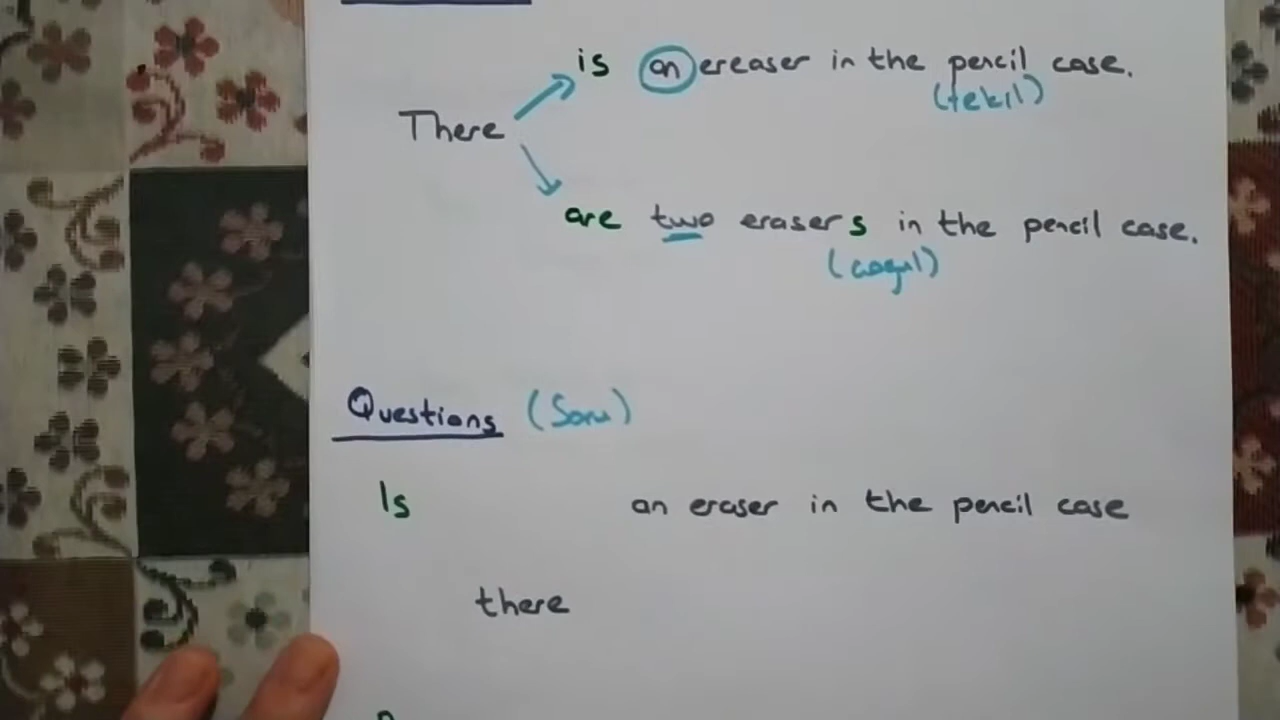 is an ereaser in the pencil case.
(tekil)
There
are two erasers in the pencil case.
(çoğul)
Questions (Soru)
Is an eraser in the pencil case
there